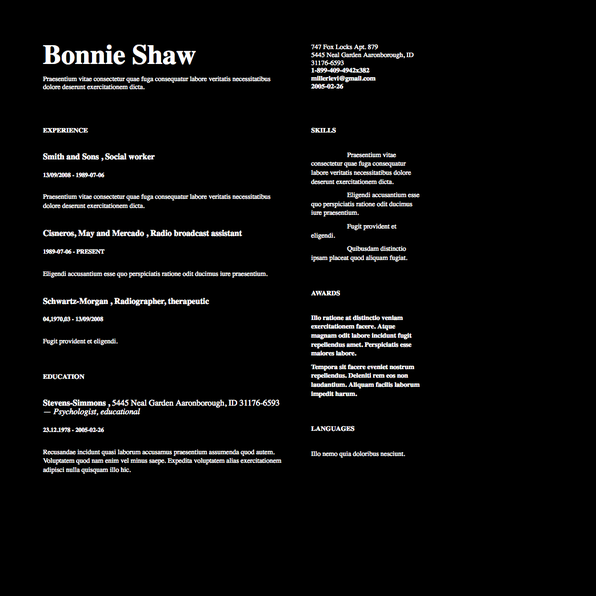 Bonnie Shaw
Praesentium vitae consectetur quae fuga consequatur labore veritatis necessitatibus
dolore deserunt exercitationem dicta.
747 Fox Locks Apt. 879
5445 Neal Garden Aaronborough, ID
31176-6593
1-899-409-4942x382
millerlevi@gmail.com
2005-02-26
EXPERIENCE
Smith and Sons , Social worker
13/09/2008 - 1989-07-06
Praesentium vitae consectetur quae fuga consequatur labore veritatis necessitatibus
dolore deserunt exercitationem dicta.
Cisneros, May and Mercado , Radio broadcast assistant
1989-07-06 - PRESENT
Eligendi accusantium esse quo perspiciatis ratione odit ducimus iure praesentium.
Schwartz-Morgan , Radiographer, therapeutic
04,1970,03 - 13/09/2008
Fugit provident et eligendi.
EDUCATION
Stevens-Simmons , 5445 Neal Garden Aaronborough, ID 31176-6593
— Psychologist, educational
23.12.1978 - 2005-02-26
Recusandae incidunt quasi laborum accusamus praesentium assumenda quod autem.
Voluptatem quod nam enim vel minus saepe. Expedita voluptatem alias exercitationem
adipisci nulla quisquam illo hic.
SKILLS
Praesentium vitae
consectetur quae fuga consequatur
labore veritatis necessitatibus dolore
deserunt exercitationem dicta.
Eligendi accusantium esse
quo perspiciatis ratione odit ducimus
iure praesentium.
Fugit provident et
eligendi.
Quibusdam distinctio
ipsam placeat quod aliquam fugiat.
AWARDS
Illo ratione at distinctio veniam
exercitationem facere. Atque
magnam odit labore incidunt fugit
repellendus amet. Perspiciatis esse
maiores labore.
Tempora sit facere eveniet nostrum
repellendus. Deleniti rem eos non
laudantium. Aliquam facilis laborum
impedit harum.
LANGUAGES
Illo nemo quia doloribus nesciunt.